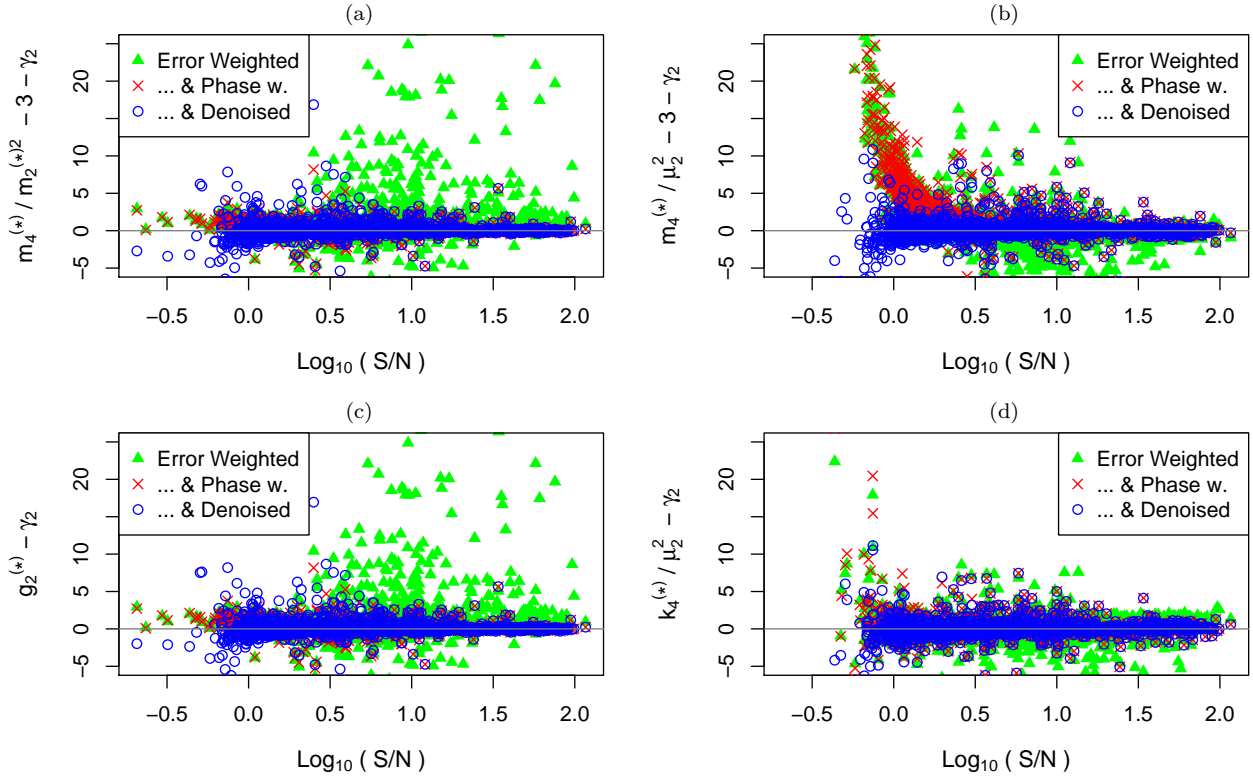 (a)
m₄⁽*⁾ / m₂⁽*⁾² − 3 − γ₂
20
10
5
0
−5
Error Weighted
... & Phase w.
... & Denoised
−0.5 0.0 0.5 1.0 1.5 2.0
Log₁₀ ( S/N )
(b)
m₄⁽*⁾ / μ₂² − 3 − γ₂
20
10
5
0
−5
Error Weighted
... & Phase w.
... & Denoised
−0.5 0.0 0.5 1.0 1.5 2.0
Log₁₀ ( S/N )
(c)
g₂⁽*⁾ − γ₂
20
10
5
0
−5
Error Weighted
... & Phase w.
... & Denoised
−0.5 0.0 0.5 1.0 1.5 2.0
Log₁₀ ( S/N )
(d)
k₄⁽*⁾ / μ₂² − γ₂
20
10
5
0
−5
Error Weighted
... & Phase w.
... & Denoised
−0.5 0.0 0.5 1.0 1.5 2.0
Log₁₀ ( S/N )